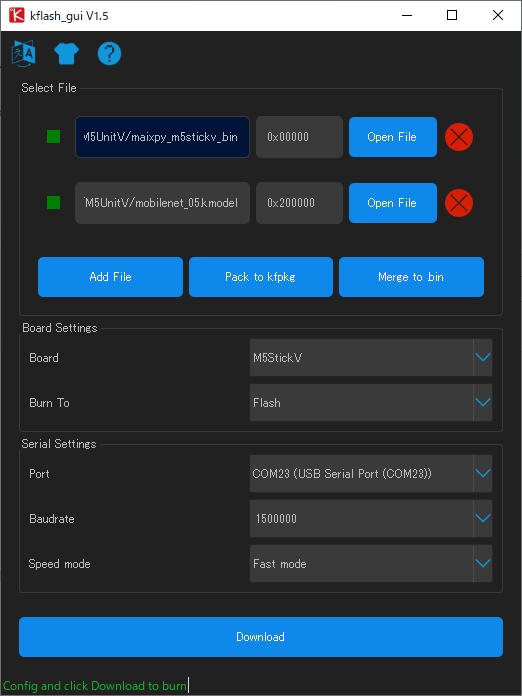 kflash_gui V1.5
Select File
M5UnitV/maixpy_m5stickv_bin 0x00000 Open File
M5UnitV/mobilenet_05.kmodel 0x200000 Open File
Add File Pack to kfpkg Merge to .bin
Board Settings
Board M5StickV
Burn To Flash
Serial Settings
Port COM23 (USB Serial Port (COM23))
Baudrate 1500000
Speed mode Fast mode
Download
Config and click Download to burn